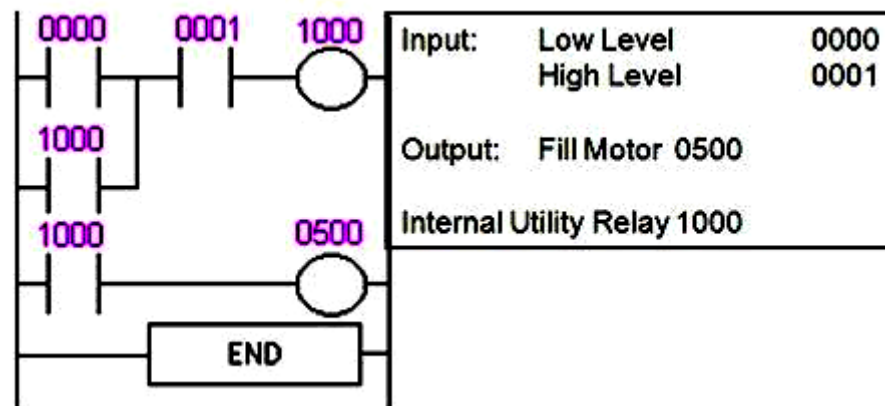 0000 0001 1000
Input: Low Level 0000
High Level 0001
1000
Output: Fill Motor 0500
Internal Utility Relay 1000
1000 0500
END